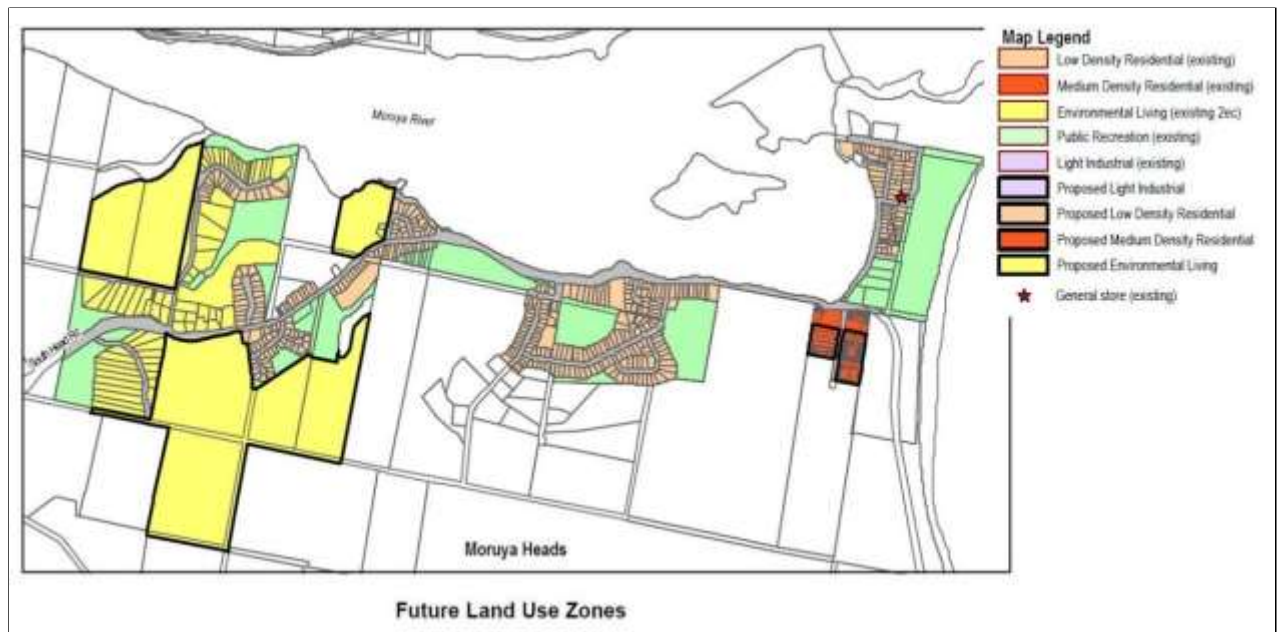 Map Legend
Low Density Residential (existing)
Medium Density Residential (existing)
Environmental Living (existing 2ec)
Public Recreation (existing)
Light Industrial (existing)
Proposed Light Industrial
Proposed Low Density Residential
Proposed Medium Density Residential
Proposed Environmental Living
General store (existing)
Moruya River
South Head Rd
Moruya Heads
Future Land Use Zones